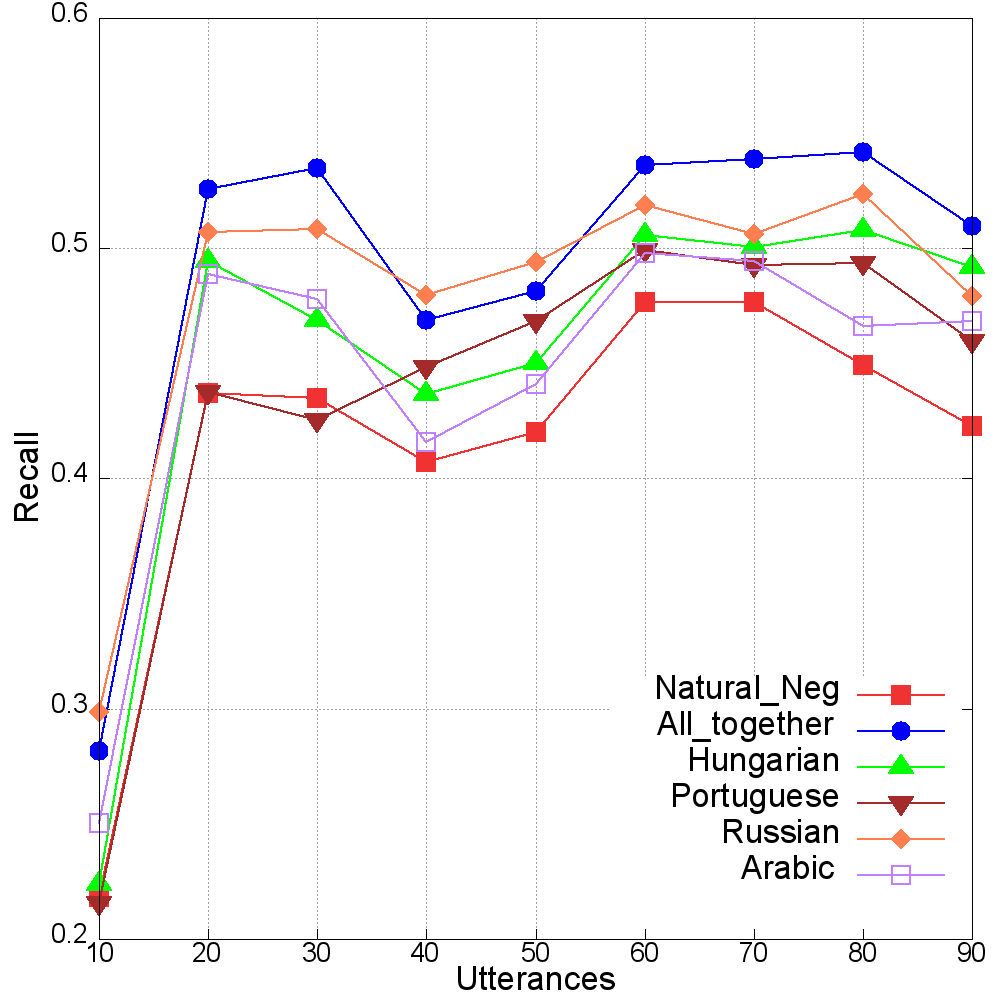 0.6
0.5
0.4
0.3
0.2
Recall
Natural_Neg
All_together
Hungarian
Portuguese
Russian
Arabic
10 20 30 40 50 60 70 80 90
Utterances